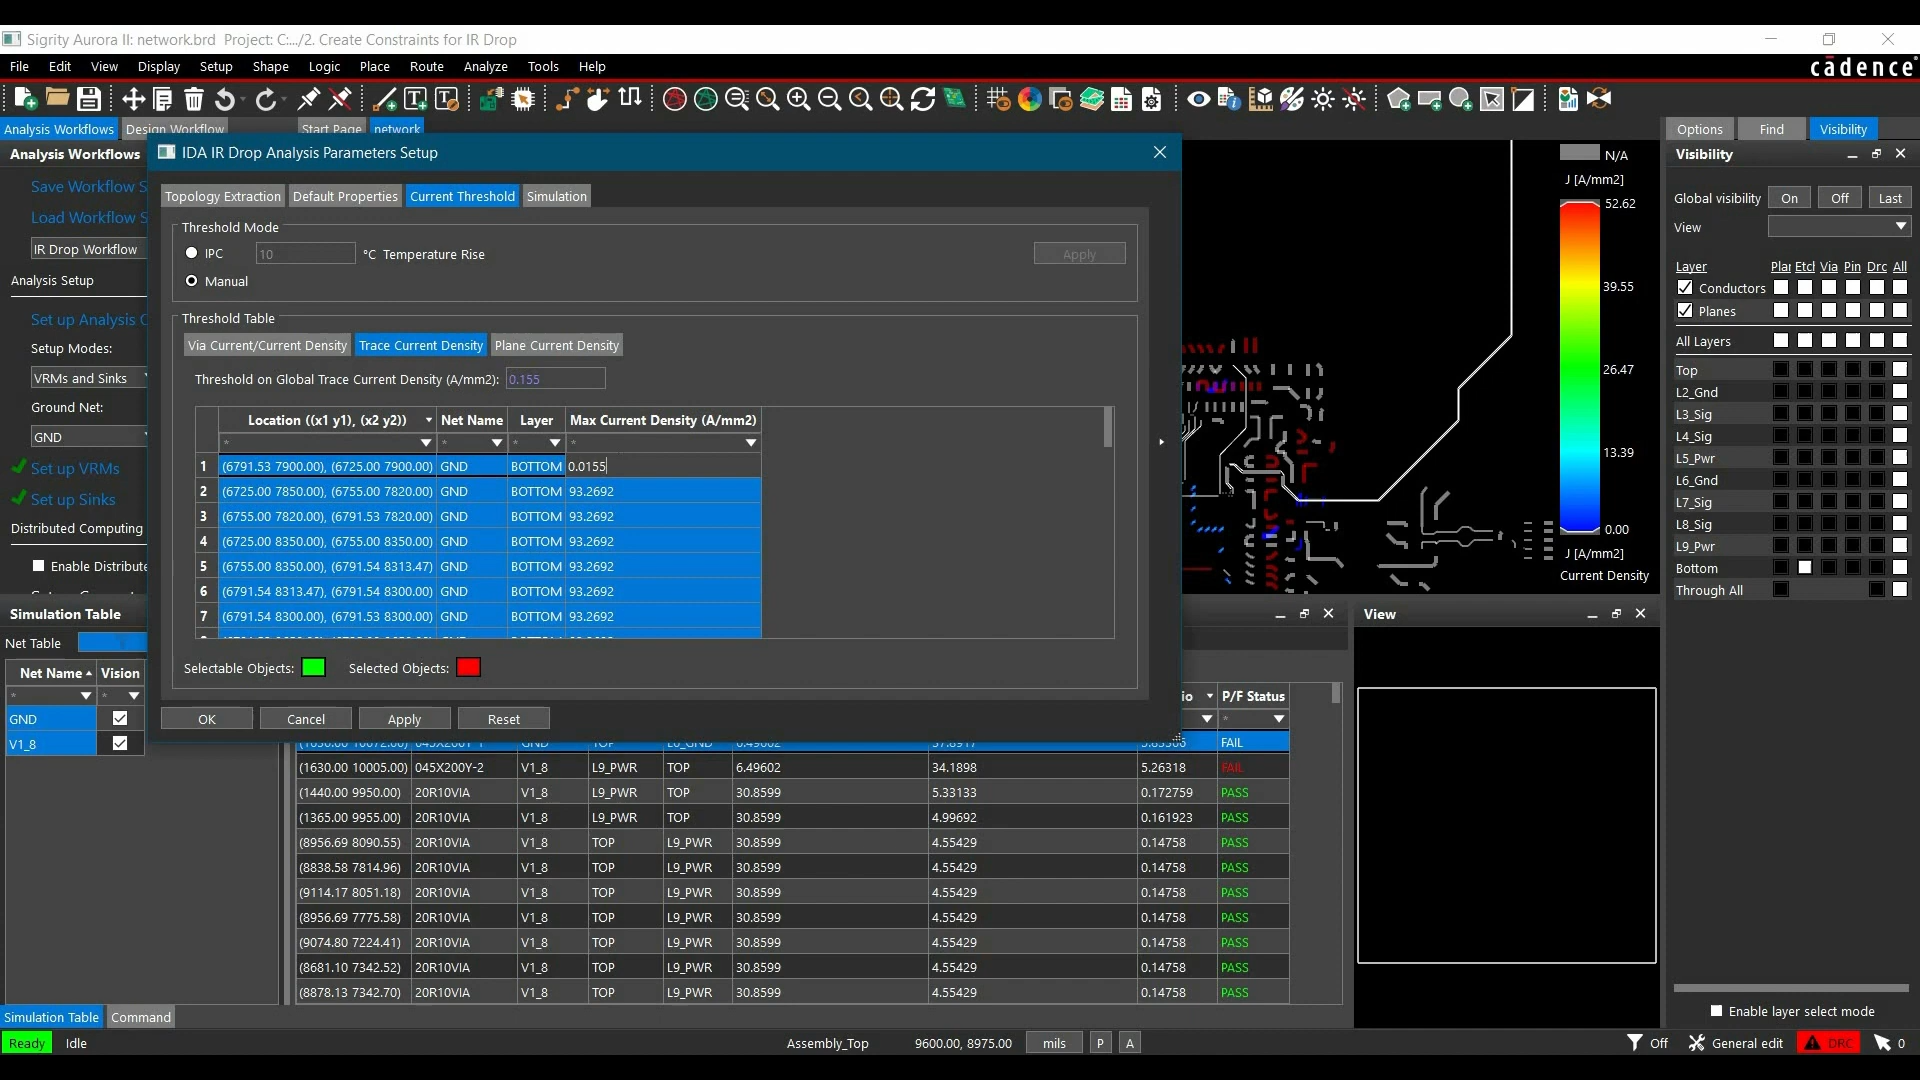 Sigrity Aurora II: network.brd  Project: C:.../2. Create Constraints for IR Drop
File Edit View Display Setup Shape Logic Place Route Analyze Tools Help
cādence
Analysis Workflows Design Workflow Start Page network
Options Find Visibility
Analysis Workflows
Save Workflow S
Load Workflow S
IR Drop Workflow
Analysis Setup
Set up Analysis
Setup Modes:
VRMs and Sinks
Ground Net:
GND
Set up VRMs
Set up Sinks
Distributed Computing
Enable Distribute
Simulation Table
Net Table
Net Name Vision
* *
GND
V1_8
IDA IR Drop Analysis Parameters Setup
Topology Extraction Default Properties Current Threshold Simulation
Threshold Mode
IPC 10 °C Temperature Rise Apply
Manual
Threshold Table
Via Current/Current Density Trace Current Density Plane Current Density
Threshold on Global Trace Current Density (A/mm2): 0.155
Location ((x1 y1), (x2 y2)) Net Name Layer Max Current Density (A/mm2)
* * * *
1 (6791.53 7900.00), (6725.00 7900.00) GND BOTTOM 0.0155
2 (6725.00 7850.00), (6755.00 7820.00) GND BOTTOM 93.2692
3 (6755.00 7820.00), (6791.53 7820.00) GND BOTTOM 93.2692
4 (6725.00 8350.00), (6755.00 8350.00) GND BOTTOM 93.2692
5 (6755.00 8350.00), (6791.54 8313.47) GND BOTTOM 93.2692
6 (6791.54 8313.47), (6791.54 8300.00) GND BOTTOM 93.2692
7 (6791.54 8300.00), (6791.53 8300.00) GND BOTTOM 93.2692
Selectable Objects: Selected Objects:
OK Cancel Apply Reset
N/A
J [A/mm2]
52.62
39.55
26.47
13.39
0.00
J [A/mm2]
Current Density
View
io P/F Status
*
FAIL
(1630.00 10005.00) 045X200Y-2 V1_8 L9_PWR TOP 6.49602 34.1898 5.26318 FAIL
(1440.00 9950.00) 20R10VIA V1_8 L9_PWR TOP 30.8599 5.33133 0.172759 PASS
(1365.00 9955.00) 20R10VIA V1_8 L9_PWR TOP 30.8599 4.99692 0.161923 PASS
(8956.69 8090.55) 20R10VIA V1_8 TOP L9_PWR 30.8599 4.55429 0.14758 PASS
(8838.58 7814.96) 20R10VIA V1_8 TOP L9_PWR 30.8599 4.55429 0.14758 PASS
(9114.17 8051.18) 20R10VIA V1_8 TOP L9_PWR 30.8599 4.55429 0.14758 PASS
(8956.69 7775.58) 20R10VIA V1_8 TOP L9_PWR 30.8599 4.55429 0.14758 PASS
(9074.80 7224.41) 20R10VIA V1_8 TOP L9_PWR 30.8599 4.55429 0.14758 PASS
(8681.10 7342.52) 20R10VIA V1_8 TOP L9_PWR 30.8599 4.55429 0.14758 PASS
(8878.13 7342.70) 20R10VIA V1_8 TOP L9_PWR 30.8599 4.55429 0.14758 PASS
Visibility
Global visibility On Off Last
View
Layer Plar Etcl Via Pin Drc All
Conductors
Planes
All Layers
Top
L2_Gnd
L3_Sig
L4_Sig
L5_Pwr
L6_Gnd
L7_Sig
L8_Sig
L9_Pwr
Bottom
Through All
Enable layer select mode
Simulation Table Command
Ready Idle Assembly_Top 9600.00, 8975.00 mils P A Off General edit DRC 0